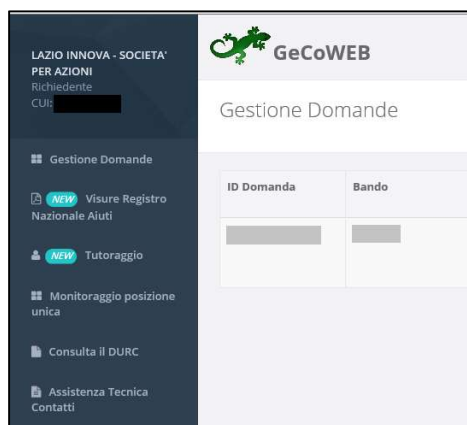 LAZIO INNOVA - SOCIETA'
PER AZIONI
Richiedente
CUI:
Gestione Domande
NEW Visure Registro
Nazionale Aiuti
NEW Tutoraggio
Monitoraggio posizione
unica
Consulta il DURC
Assistenza Tecnica
Contatti
GeCoWEB
Gestione Domande
ID Domanda Bando